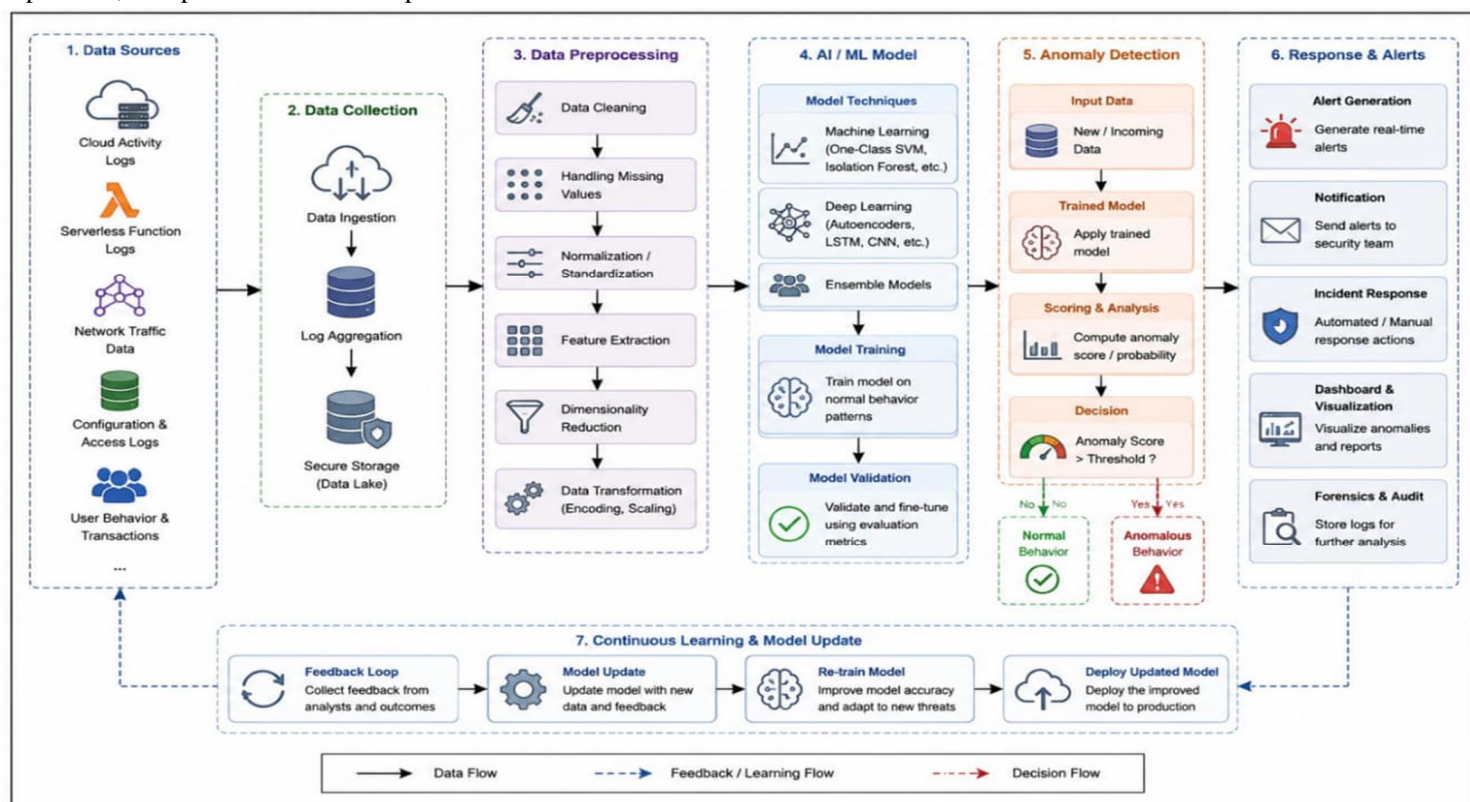 1. Data Sources
Cloud Activity
Logs
Serverless Function
Logs
Network Traffic
Data
Configuration &
Access Logs
User Behavior &
Transactions
...
2. Data Collection
Data Ingestion
Log Aggregation
Secure Storage
(Data Lake)
3. Data Preprocessing
Data Cleaning
Handling Missing
Values
Normalization /
Standardization
Feature Extraction
Dimensionality
Reduction
Data Transformation
(Encoding, Scaling)
4. AI / ML Model
Model Techniques
Machine Learning
(One-Class SVM,
Isolation Forest, etc.)
Deep Learning
(Autoencoders,
LSTM, CNN, etc.)
Ensemble Models
Model Training
Train model on
normal behavior
patterns
Model Validation
Validate and fine-tune
using evaluation
metrics
5. Anomaly Detection
Input Data
New / Incoming
Data
Trained Model
Apply trained
model
Scoring & Analysis
Compute anomaly
score / probability
Decision
Anomaly Score
> Threshold ?
No No
Yes Yes
Normal
Behavior
Anomalous
Behavior
6. Response & Alerts
Alert Generation
Generate real-time
alerts
Notification
Send alerts to
security team
Incident Response
Automated / Manual
response actions
Dashboard &
Visualization
Visualize anomalies
and reports
Forensics & Audit
Store logs for
further analysis
7. Continuous Learning & Model Update
Feedback Loop
Collect feedback from
analysts and outcomes
Model Update
Update model with new
data and feedback
Re-train Model
Improve model accuracy
and adapt to new threats
Deploy Updated Model
Deploy the improved
model to production
Data Flow
Feedback / Learning Flow
Decision Flow